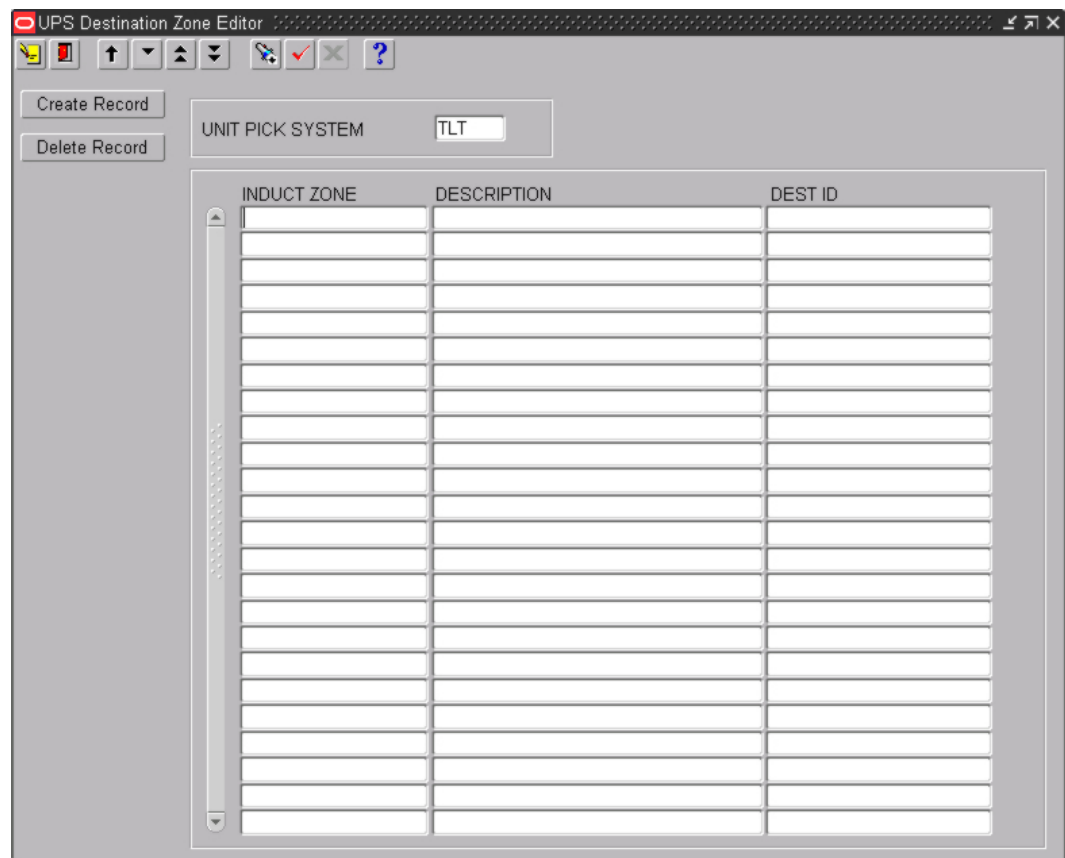 UPS Destination Zone Editor
?
Create Record
Delete Record
UNIT PICK SYSTEM TLT
INDUCT ZONE DESCRIPTION DEST ID